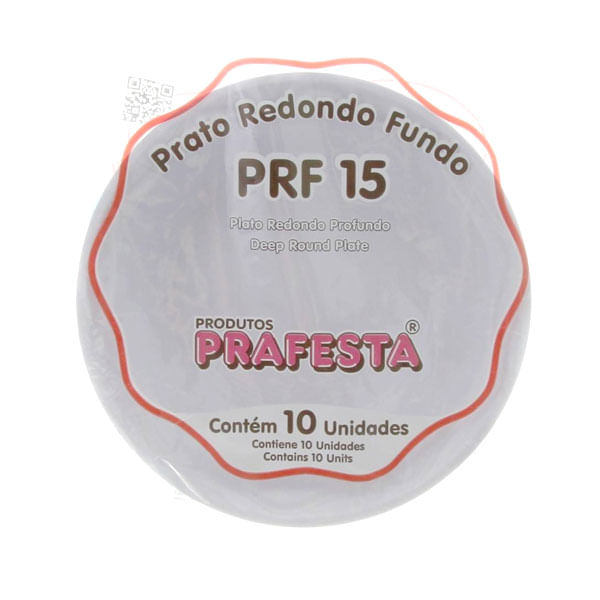 Prato Redondo Fundo
PRF 15
Plato Redondo Profundo
Deep Round Plate
PRODUTOS
PRAFESTA®
Contém 10 Unidades
Contiene 10 Unidades
Contains 10 Units